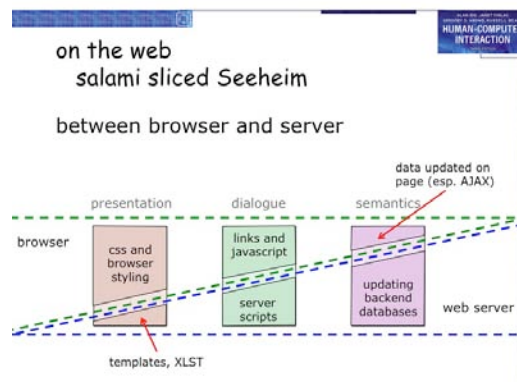 HUMAN-COMPUTE
INTERACTION
on the web
salami sliced Seeheim
between browser and server
data updated on
page (esp. AJAX)
presentation
dialogue
semantics
browser
css and
browser
styling
links and
javascript
server
scripts
updating
backend
databases
web server
templates, XLST